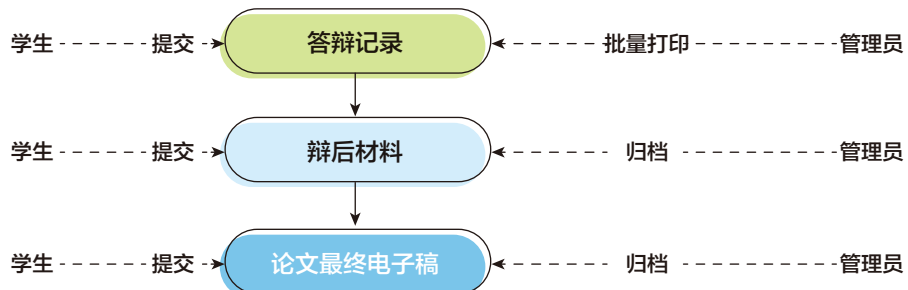 学生 提交 答辩记录 批量打印 管理员
学生 提交 辩后材料 归档 管理员
学生 提交 论文最终电子稿 归档 管理员